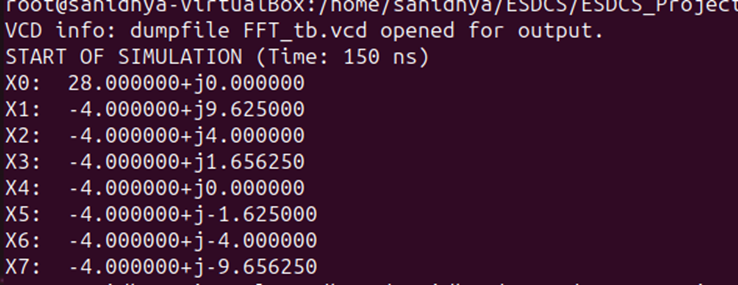 root@sanidhya-VirtualBox:/home/sanidhya/ESDCS/ESDCS_Project
VCD info: dumpfile FFT_tb.vcd opened for output.
START OF SIMULATION (Time: 150 ns)
X0:  28.000000+j0.000000
X1:  -4.000000+j9.625000
X2:  -4.000000+j4.000000
X3:  -4.000000+j1.656250
X4:  -4.000000+j0.000000
X5:  -4.000000+j-1.625000
X6:  -4.000000+j-4.000000
X7:  -4.000000+j-9.656250